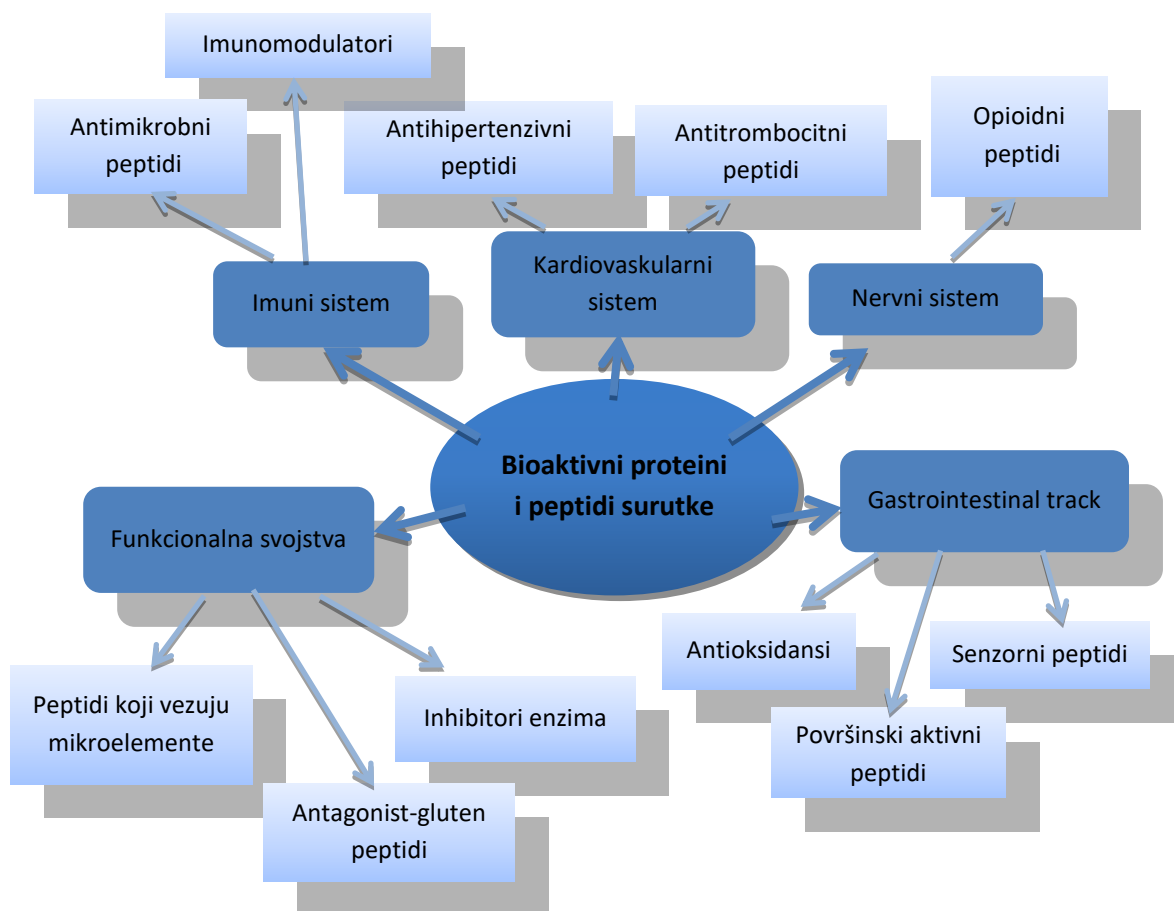 Imunomodulatori
Antimikrobni
peptidi
Antihipertenzivni
peptidi
Antitrombocitni
peptidi
Opioidni
peptidi
Imuni sistem
Kardiovaskularni
sistem
Nervni sistem
Bioaktivni proteini
i peptidi surutke
Funkcionalna svojstva
Gastrointestinal track
Peptidi koji vezuju
mikroelemente
Inhibitori enzima
Antagonist-gluten
peptidi
Antioksidansi
Senzorni peptidi
Površinski aktivni
peptidi